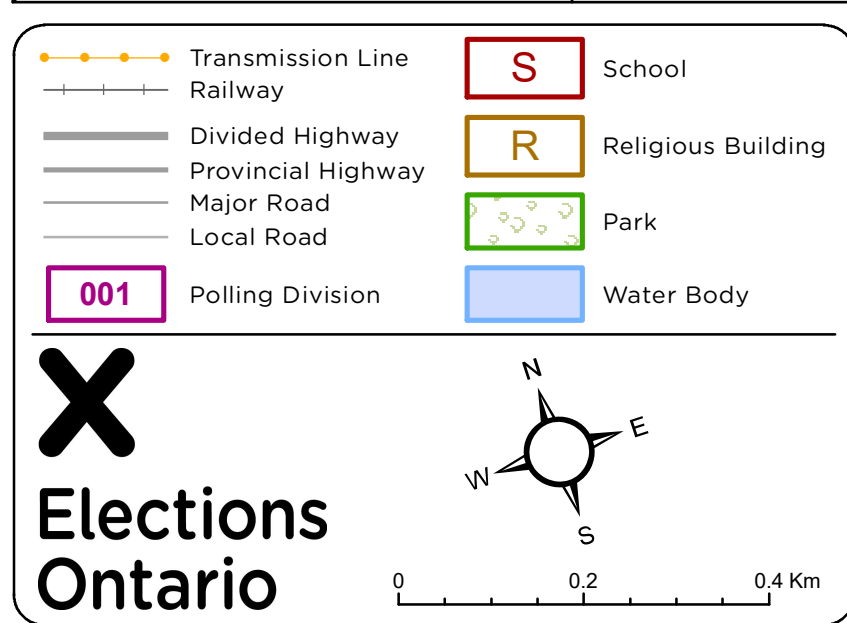 Transmission Line
Railway
Divided Highway
Provincial Highway
Major Road
Local Road
001 Polling Division
S School
R Religious Building
Park
Water Body
Elections
Ontario
N
E
W
S
0 0.2 0.4 Km